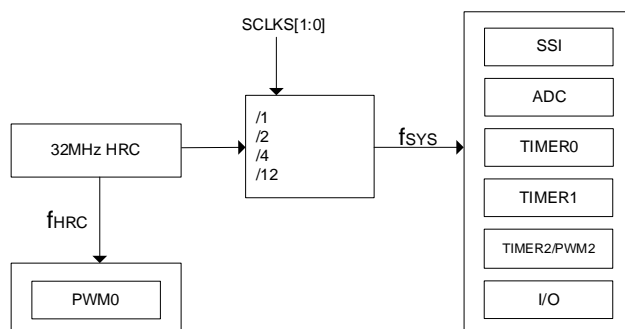 SCLKS[1:0]
/1
/2
/4
/12
32MHz HRC
fHRC
PWM0
fSYS
SSI
ADC
TIMER0
TIMER1
TIMER2/PWM2
I/O